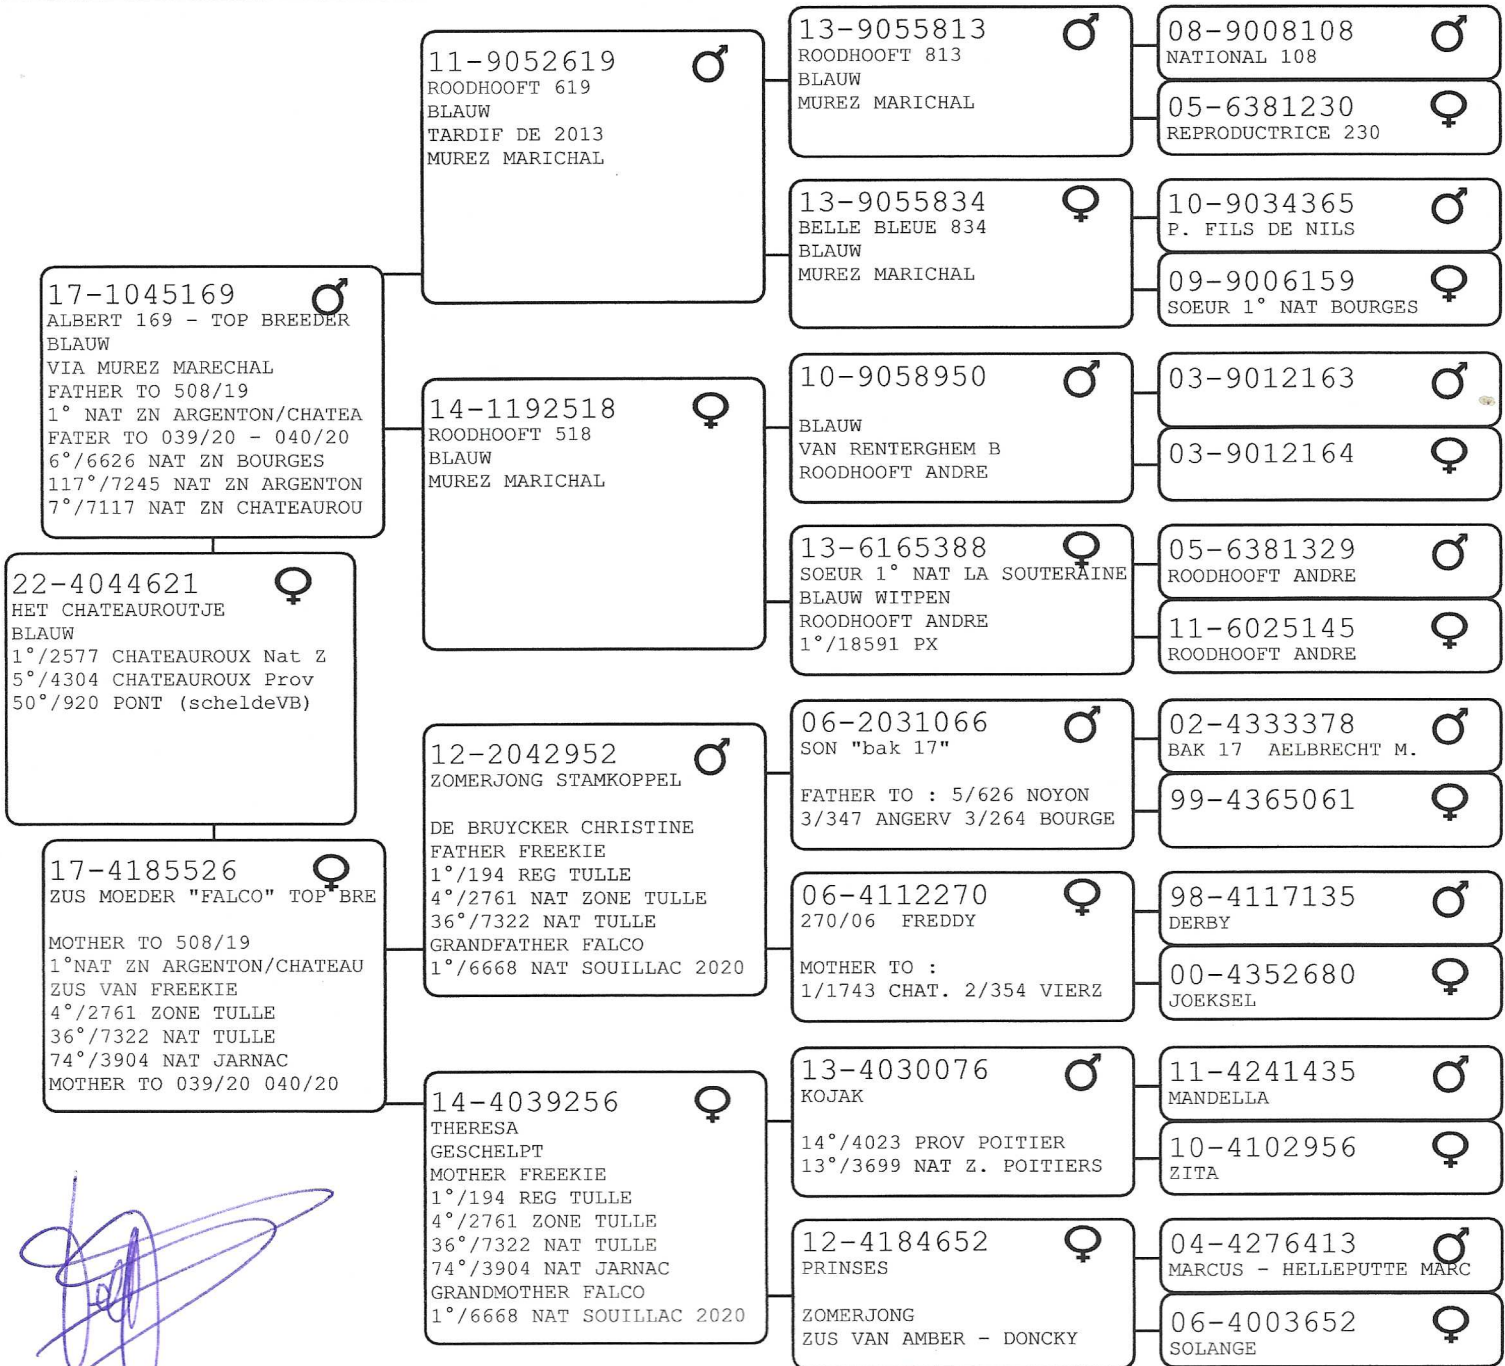 22-4044621
HET CHATEAUROUTJE
BLAUW
1°/2577 CHATEAUROUX Nat Z
5°/4304 CHATEAUROUX Prov
50°/920 PONT (scheldeVB)
17-1045169
ALBERT 169 - TOP BREEDER
BLAUW
VIA MUREZ MARECHAL
FATHER TO 508/19
1° NAT ZN ARGENTON/CHATEA
FATER TO 039/20 - 040/20
6°/6626 NAT ZN BOURGES
117°/7245 NAT ZN ARGENTON
7°/7117 NAT ZN CHATEAUROU
17-4185526
ZUS MOEDER "FALCO" TOP BRE
MOTHER TO 508/19
1°NAT ZN ARGENTON/CHATEAU
ZUS VAN FREEKIE
4°/2761 ZONE TULLE
36°/7322 NAT TULLE
74°/3904 NAT JARNAC
MOTHER TO 039/20 040/20
11-9052619
ROODHOOFT 619
BLAUW
TARDIF DE 2013
MUREZ MARICHAL
14-1192518
ROODHOOFT 518
BLAUW
MUREZ MARICHAL
12-2042952
ZOMERJONG STAMKOPPEL
DE BRUYCKER CHRISTINE
FATHER FREEKIE
1°/194 REG TULLE
4°/2761 NAT ZONE TULLE
36°/7322 NAT TULLE
GRANDFATHER FALCO
1°/6668 NAT SOUILLAC 2020
14-4039256
THERESA
GESCHELPT
MOTHER FREEKIE
1°/194 REG TULLE
4°/2761 ZONE TULLE
36°/7322 NAT TULLE
74°/3904 NAT JARNAC
GRANDMOTHER FALCO
1°/6668 NAT SOUILLAC 2020
13-9055813
ROODHOOFT 813
BLAUW
MUREZ MARICHAL
13-9055834
BELLE BLEUE 834
BLAUW
MUREZ MARICHAL
10-9058950
BLAUW
VAN RENTERGHEM B
ROODHOOFT ANDRE
13-6165388
SOEUR 1° NAT LA SOUTERAINE
BLAUW WITPEN
ROODHOOFT ANDRE
1°/18591 PX
06-2031066
SON "bak 17"
FATHER TO : 5/626 NOYON
3/347 ANGERV 3/264 BOURGE
06-4112270
270/06 FREDDY
MOTHER TO :
1/1743 CHAT. 2/354 VIERZ
13-4030076
KOJAK
14°/4023 PROV POITIER
13°/3699 NAT Z. POITIERS
12-4184652
PRINSES
ZOMERJONG
ZUS VAN AMBER - DONCKY
08-9008108
NATIONAL 108
05-6381230
REPRODUCTRICE 230
10-9034365
P. FILS DE NILS
09-9006159
SOEUR 1° NAT BOURGES
03-9012163
03-9012164
05-6381329
ROODHOOFT ANDRE
11-6025145
ROODHOOFT ANDRE
02-4333378
BAK 17 AELBRECHT M.
99-4365061
98-4117135
DERBY
00-4352680
JOEKSEL
11-4241435
MANDELLA
10-4102956
ZITA
04-4276413
MARCUS - HELLEPUTTE MARC
06-4003652
SOLANGE